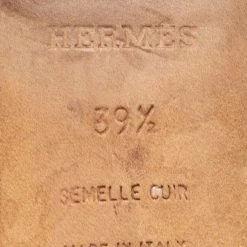 HERMES
39½
SEMELLE CUIR
MADE IN ITALY